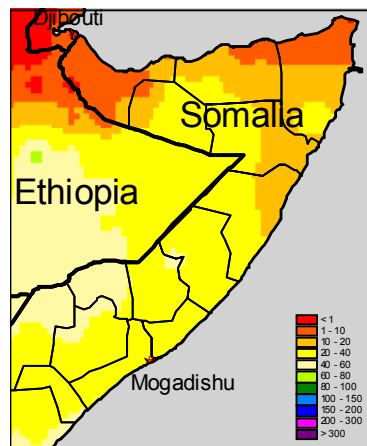 Djibouti
Somalia
Ethiopia
Mogadishu
< 1
1 - 10
10 - 20
20 - 40
40 - 60
60 - 80
80 - 100
100 - 150
150 - 200
200 - 300
> 300